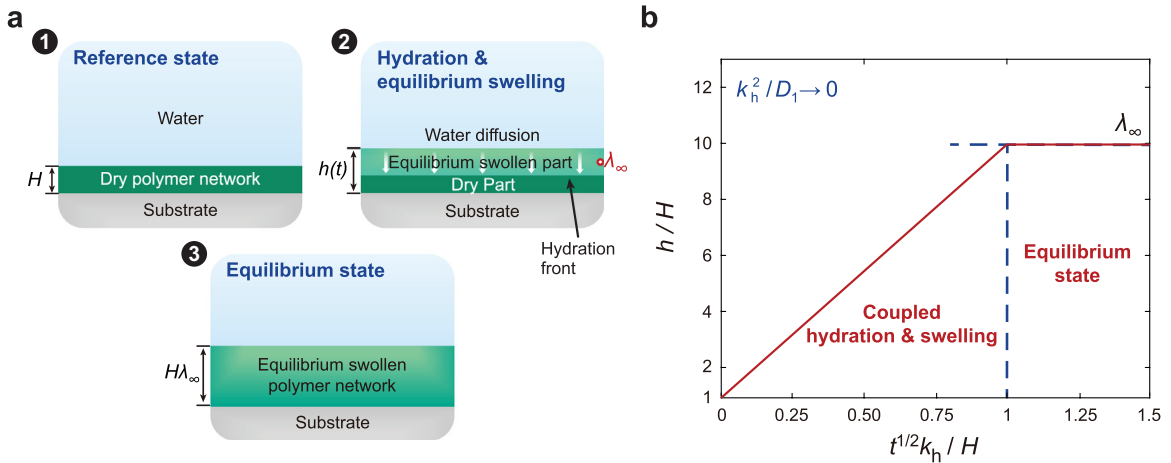 a
1
Reference state
Water
H
Dry polymer network
Substrate
2
Hydration &
equilibrium swelling
Water diffusion
h(t)
Equilibrium swollen part
λ∞
Dry Part
Substrate
Hydration
front
3
Equilibrium state
Hλ∞
Equilibrium swollen
polymer network
Substrate
b
k_h^2/D_1→0
λ∞
12
10
8
6
4
2
1
h / H
Equilibrium
state
Coupled
hydration & swelling
0 0.25 0.50 0.75 1 1.25 1.5
t^{1/2}k_h / H